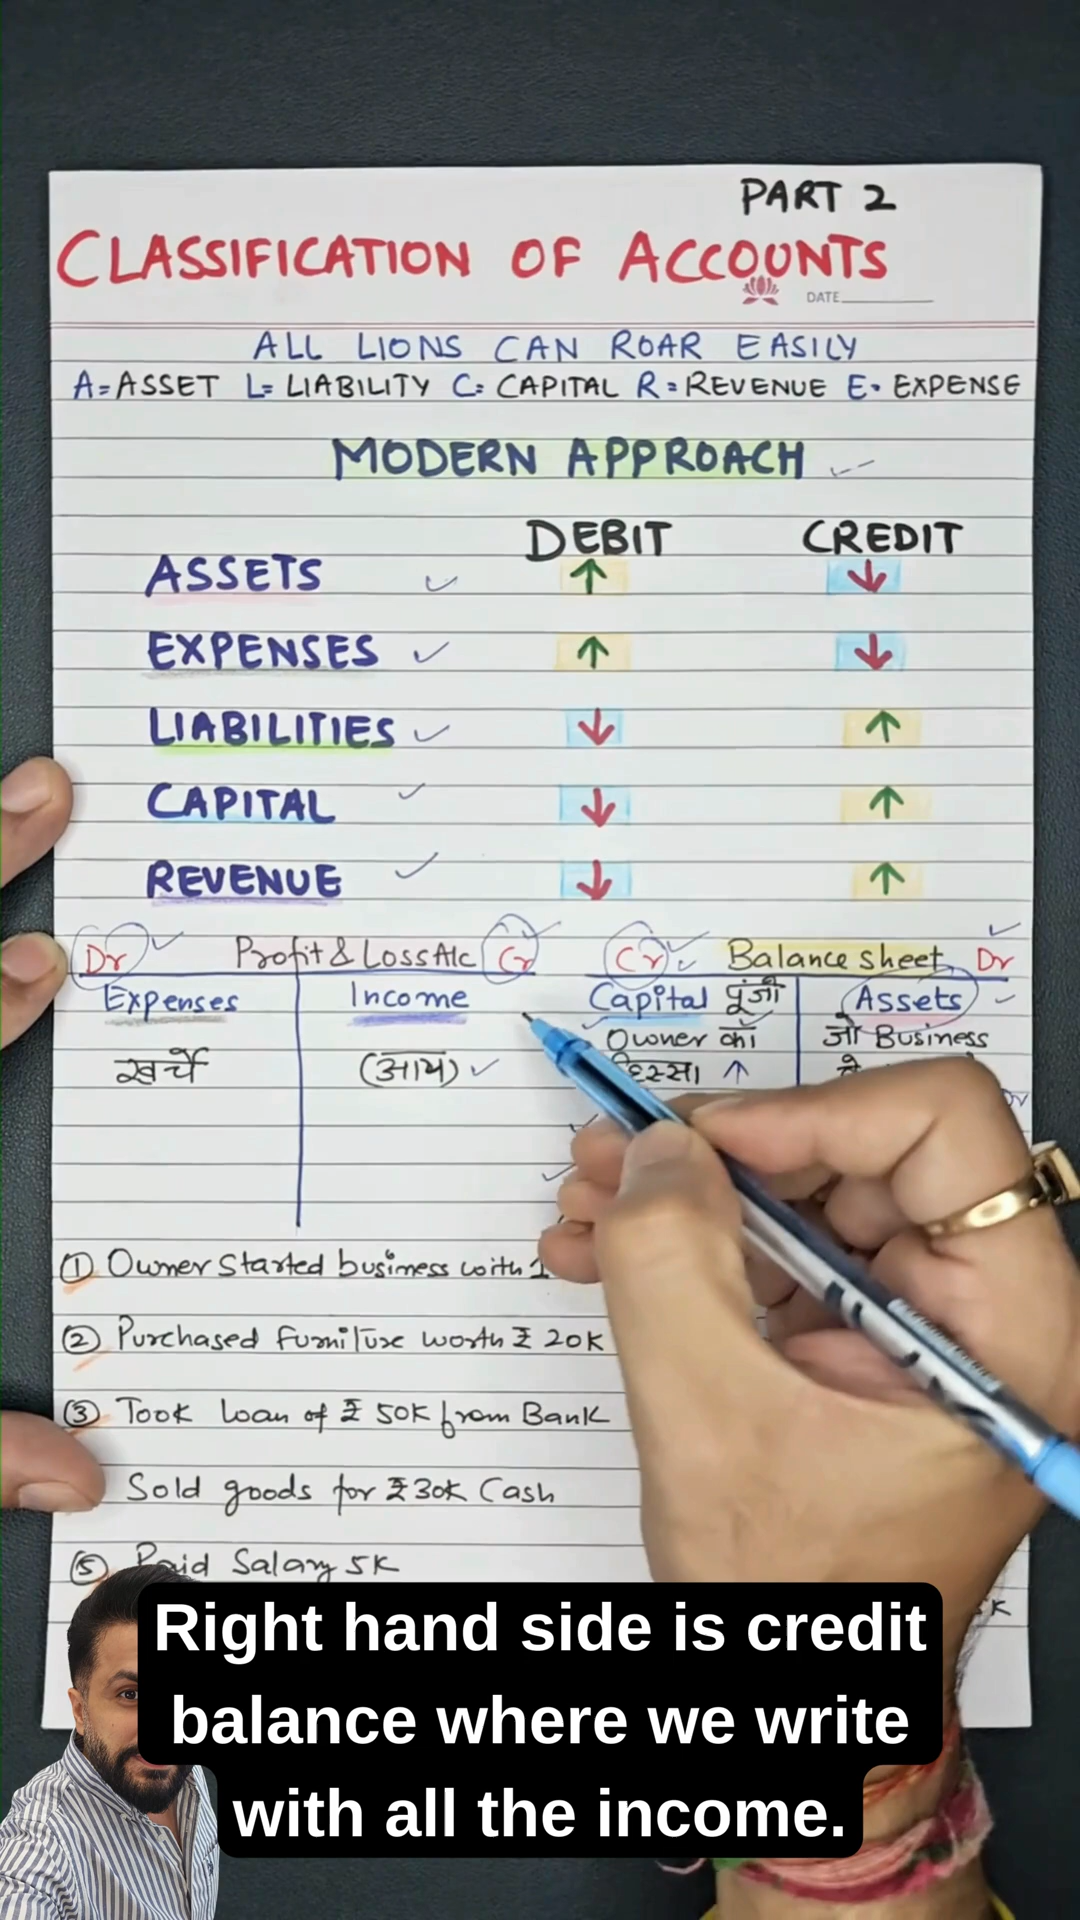 PART 2
CLASSIFICATION OF ACCOUNTS
DATE
ALL LIONS CAN ROAR EASILY
A=ASSET L=LIABILITY C=CAPITAL R=REVENUE E=EXPENSE
MODERN APPROACH
DEBIT CREDIT
ASSETS ↑ ↓
EXPENSES ↑ ↓
LIABILITIES ↓ ↑
CAPITAL ↓ ↑
REVENUE ↓ ↑
Dr Profit & Loss A/c Cr
Expenses Income
खर्चे (आय)
Cr Balance sheet Dr
Capital पूंजी Assets
Owner का जो Business
हिस्सा ↑
Dr
① Owner started business with 1
② Purchased furniture worth ₹ 20K
③ Took loan of ₹ 50K from Bank
Sold goods for ₹30K Cash
⑤ Paid Salary 5K
Right hand side is credit
balance where we write
with all the income.